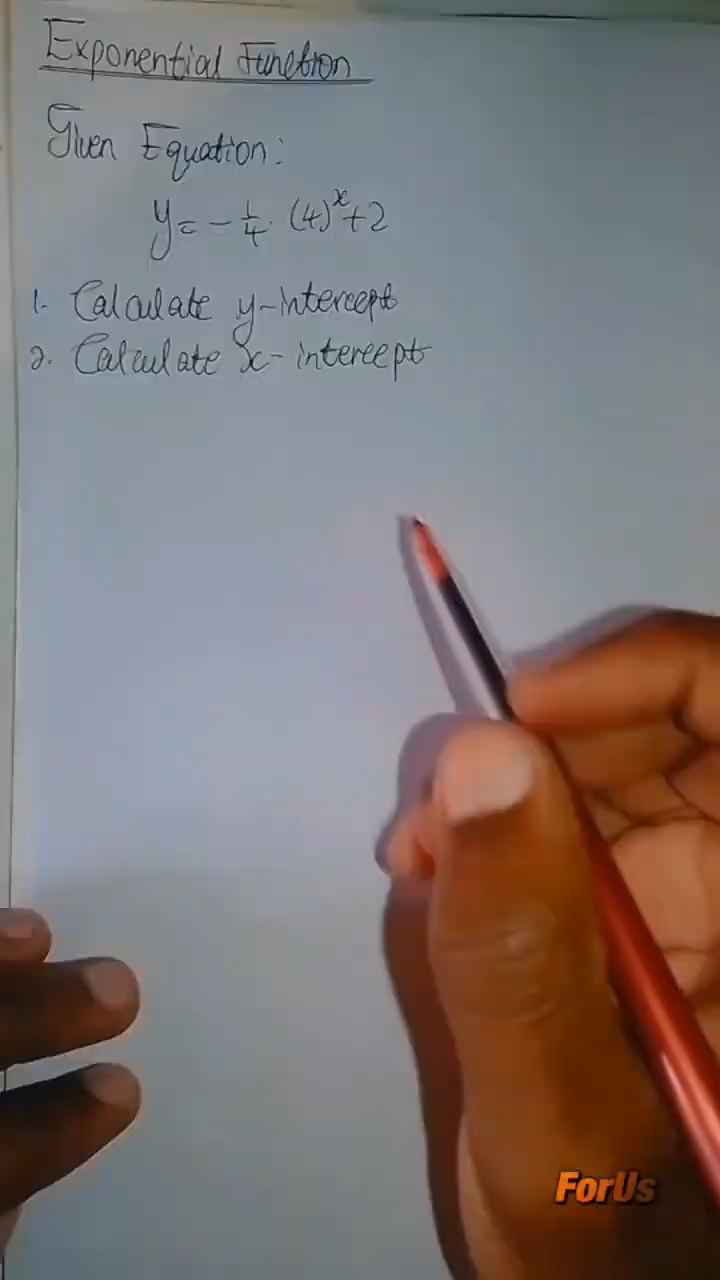 Exponential Function
Given Equation:
y = - 1/4 · (4)^x + 2
1. Calculate y-intercept
2. Calculate x-intercept
ForUs